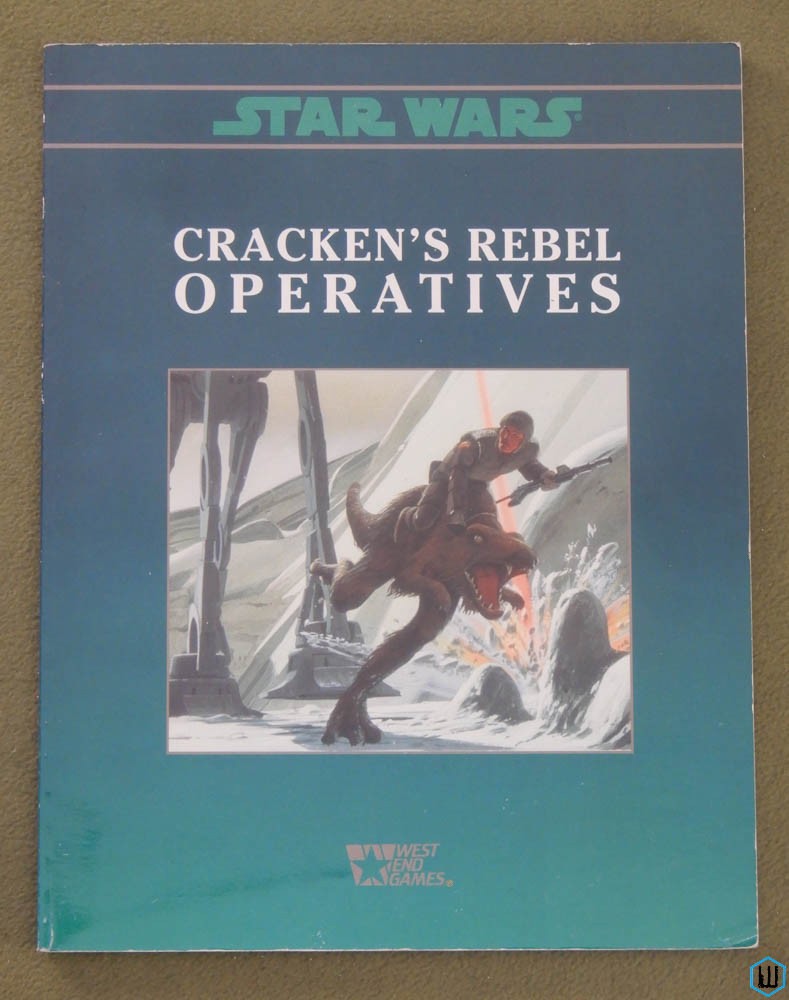 STAR WARS®
CRACKEN'S REBEL
OPERATIVES
WEST
END
GAMES®